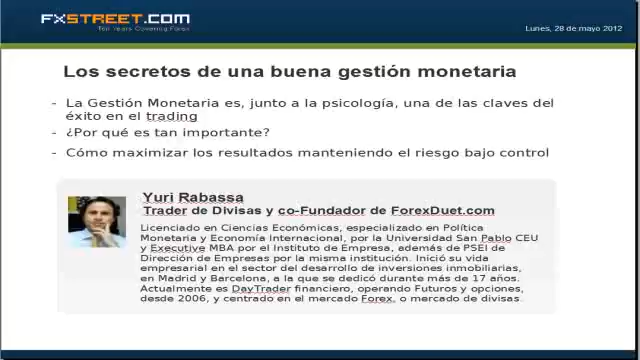 FXSTREET.COM
Ten Years Covering Forex
Lunes, 28 de mayo 2012
Los secretos de una buena gestión monetaria
- La Gestión Monetaria es, junto a la psicología, una de las claves del
éxito en el trading
- ¿Por qué es tan importante?
- Cómo maximizar los resultados manteniendo el riesgo bajo control
Yuri Rabassa
Trader de Divisas y co-Fundador de ForexDuet.com
Licenciado en Ciencias Económicas, especializado en Política
Monetaria y Economía Internacional, por la Universidad San Pablo CEU
y Executive MBA por el Instituto de Empresa, además de PSEI de
Dirección de Empresas por la misma institución. Inició su vida
empresarial en el sector del desarrollo de inversiones inmobiliarias,
en Madrid y Barcelona, a la que se dedicó durante más de 17 años.
Actualmente es DayTrader financiero, operando Futuros y opciones,
desde 2006, y centrado en el mercado Forex, o mercado de divisas.